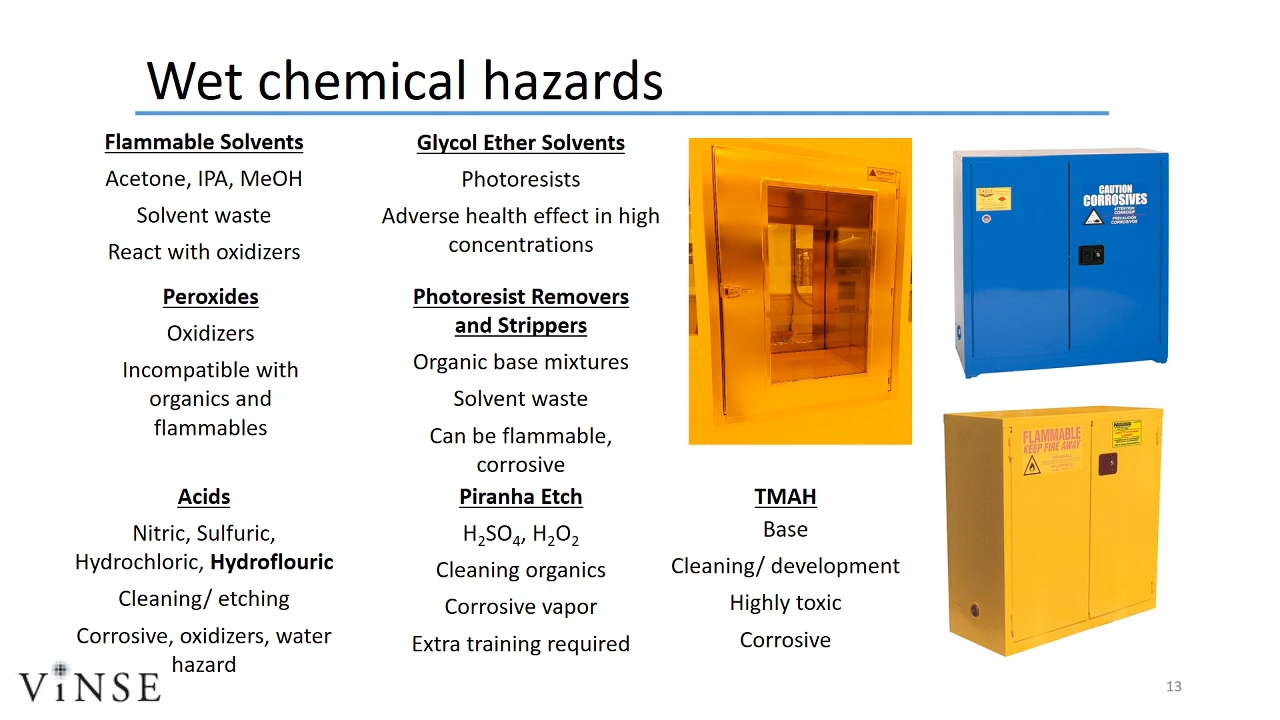 Wet chemical hazards
Flammable Solvents
Acetone, IPA, MeOH
Solvent waste
React with oxidizers
Glycol Ether Solvents
Photoresists
Adverse health effect in high
concentrations
Peroxides
Oxidizers
Incompatible with
organics and
flammables
Photoresist Removers
and Strippers
Organic base mixtures
Solvent waste
Can be flammable,
corrosive
Acids
Nitric, Sulfuric,
Hydrochloric, Hydroflouric
Cleaning/ etching
Corrosive, oxidizers, water
hazard
Piranha Etch
H₂SO₄, H₂O₂
Cleaning organics
Corrosive vapor
Extra training required
TMAH
Base
Cleaning/ development
Highly toxic
Corrosive
CAUTION
CORROSIVES
FLAMMABLE
KEEP FIRE AWAY
ViNSE
13